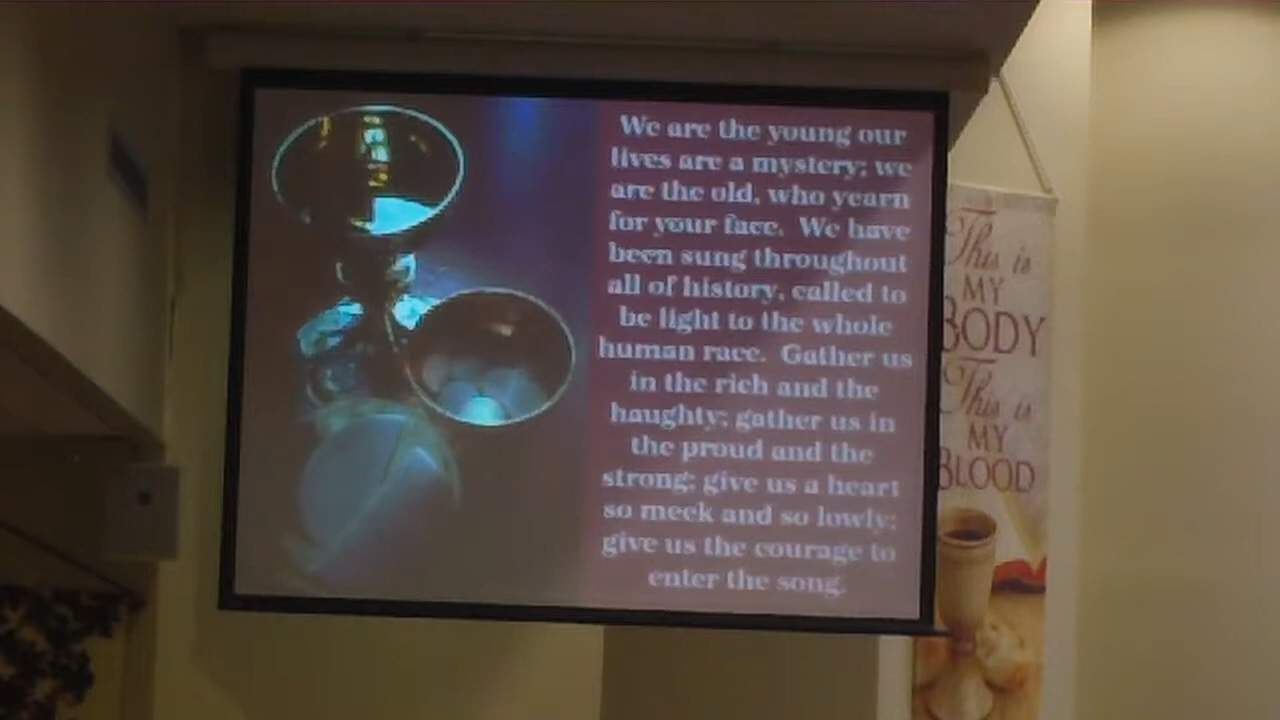 We are the young our
lives are a mystery; we
are the old, who yearn
for your face.  We have
been sung throughout
all of history, called to
be light to the whole
human race.  Gather us
in the rich and the
haughty; gather us in
the proud and the
strong; give us a heart
so meek and so lowly;
give us the courage to
enter the song.
This is
MY
BODY
This is
MY
BLOOD